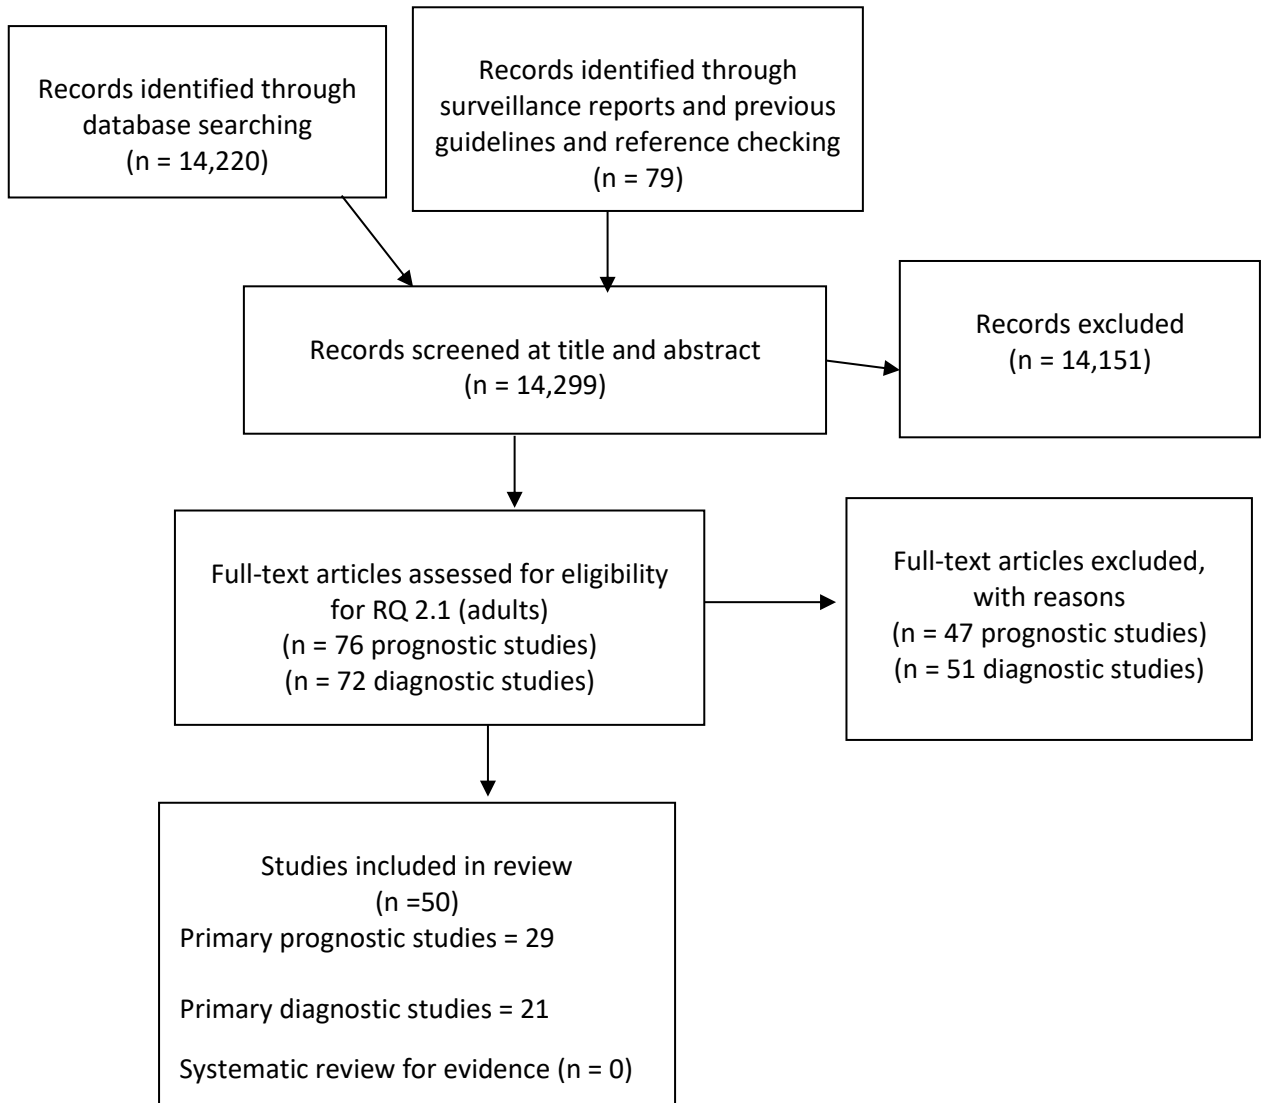 Records identified through
database searching
(n = 14,220)
Records identified through
surveillance reports and previous
guidelines and reference checking
(n = 79)
Records screened at title and abstract
(n = 14,299)
Records excluded
(n = 14,151)
Full-text articles assessed for eligibility
for RQ 2.1 (adults)
(n = 76 prognostic studies)
(n = 72 diagnostic studies)
Full-text articles excluded,
with reasons
(n = 47 prognostic studies)
(n = 51 diagnostic studies)
Studies included in review
(n =50)
Primary prognostic studies = 29
Primary diagnostic studies = 21
Systematic review for evidence (n = 0)